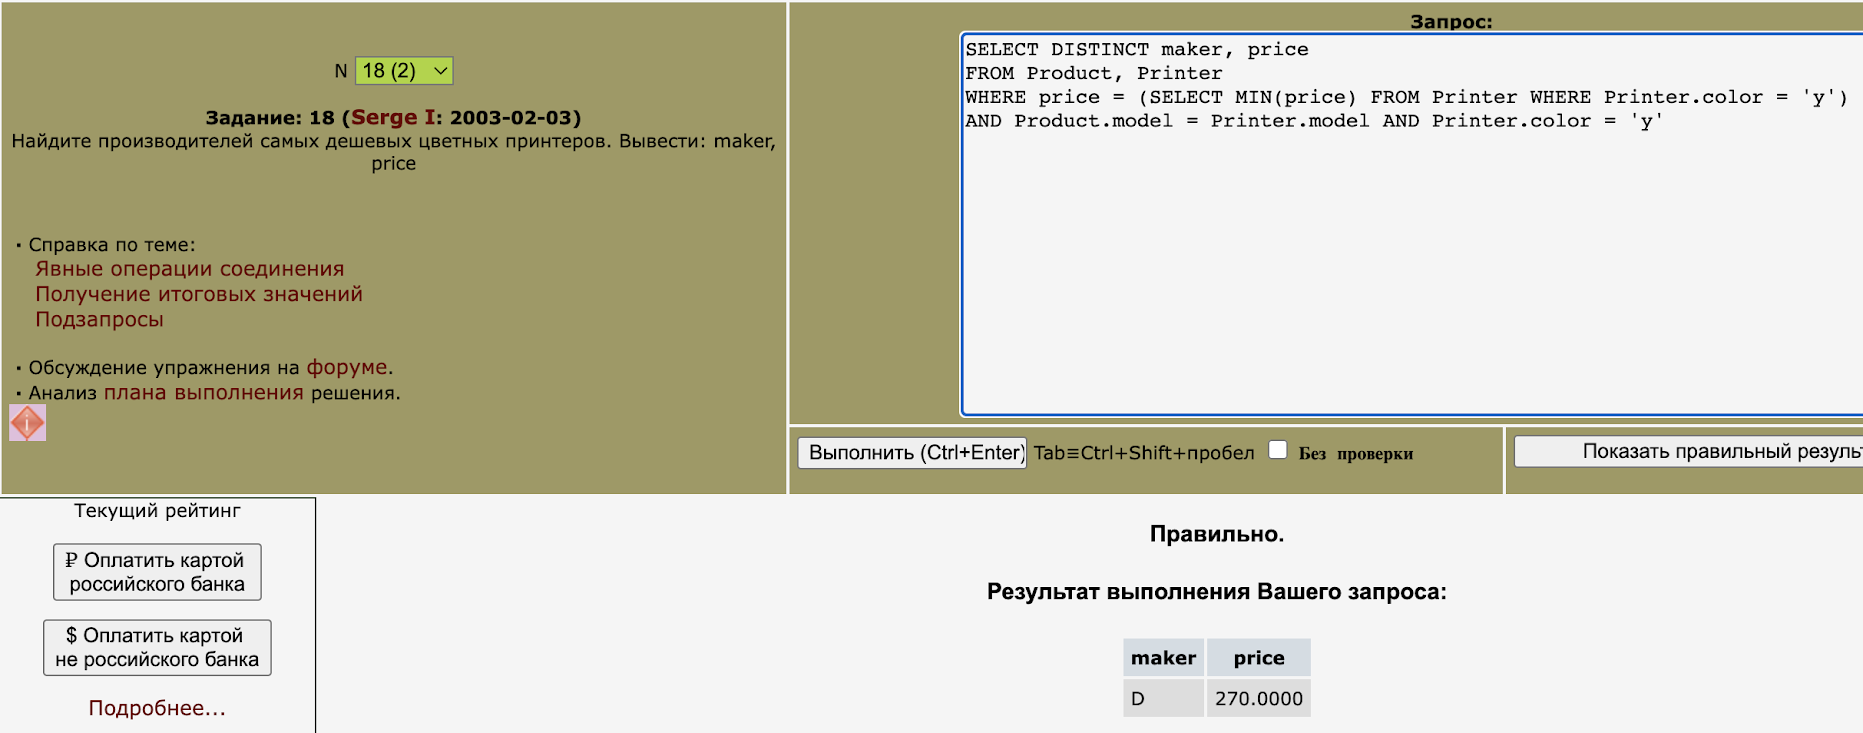 N 18 (2)
Задание: 18 (Serge I: 2003-02-03)
Найдите производителей самых дешевых цветных принтеров. Вывести: maker,
price
· Справка по теме:
Явные операции соединения
Получение итоговых значений
Подзапросы
· Обсуждение упражнения на форуме.
· Анализ плана выполнения решения.
Запрос:
SELECT DISTINCT maker, price
FROM Product, Printer
WHERE price = (SELECT MIN(price) FROM Printer WHERE Printer.color = 'y')
AND Product.model = Printer.model AND Printer.color = 'y'
Выполнить (Ctrl+Enter) Tab≡Ctrl+Shift+пробел Без проверки
Показать правильный резуль
Текущий рейтинг
₽ Оплатить картой
российского банка
$ Оплатить картой
не российского банка
Подробнее...
Правильно.
Результат выполнения Вашего запроса:
maker price
D 270.0000